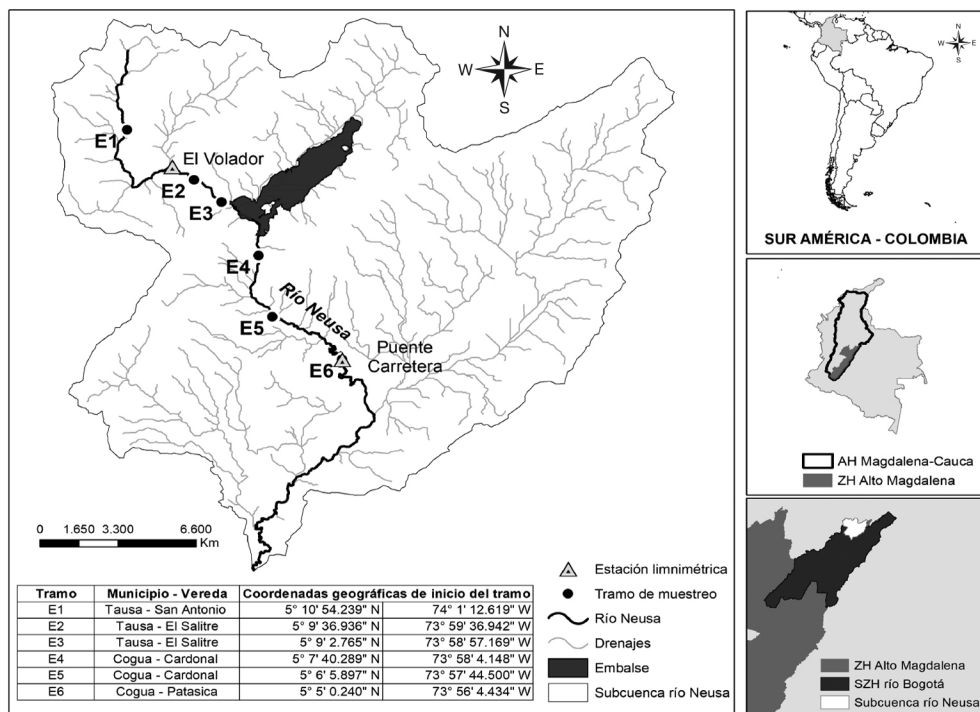 N
W E
S
E1
El Volador
E2
E3
E4
Río Neusa
E5
Puente
Carretera
E6
0 1.650 3.300 6.600
Km
Estación limnimétrica
Tramo de muestreo
Río Neusa
Drenajes
Embalse
Subcuenca río Neusa
Tramo Municipio - Vereda Coordenadas geográficas de inicio del tramo
E1 Tausa - San Antonio 5° 10' 54.239" N 74° 1' 12.619" W
E2 Tausa - El Salitre 5° 9' 36.936" N 73° 59' 36.942" W
E3 Tausa - El Salitre 5° 9' 2.765" N 73° 58' 57.169" W
E4 Cogua - Cardonal 5° 7' 40.289" N 73° 58' 4.148" W
E5 Cogua - Cardonal 5° 6' 5.897" N 73° 57' 44.500" W
E6 Cogua - Patasica 5° 5' 0.240" N 73° 56' 4.434" W
N
W E
S
SUR AMÉRICA - COLOMBIA
AH Magdalena-Cauca
ZH Alto Magdalena
ZH Alto Magdalena
SZH río Bogotá
Subcuenca río Neusa